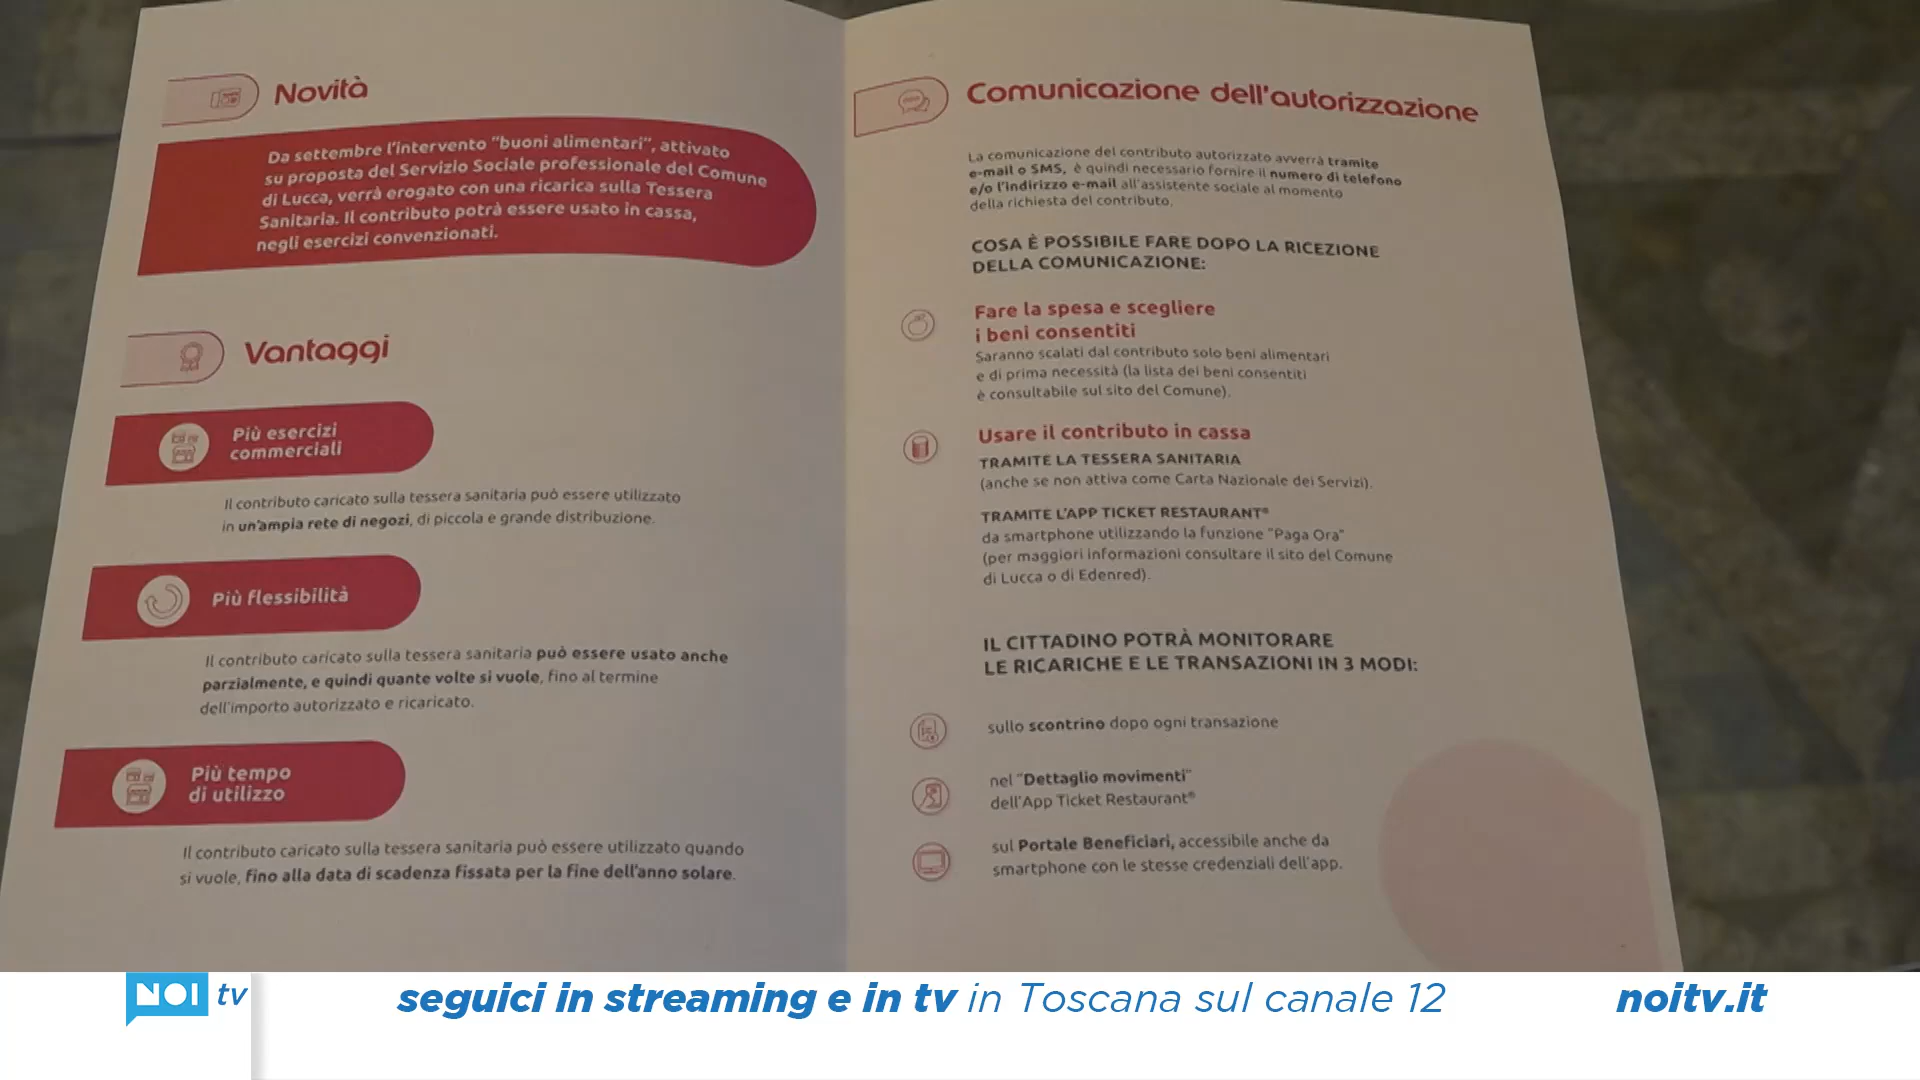 Novità
Da settembre l'intervento "buoni alimentari", attivato
su proposta del Servizio Sociale professionale del Comune
di Lucca, verrà erogato con una ricarica sulla Tessera
Sanitaria. Il contributo potrà essere usato in cassa,
negli esercizi convenzionati.
Vantaggi
Più esercizi
commerciali
Il contributo caricato sulla tessera sanitaria può essere utilizzato
in un'ampia rete di negozi, di piccola e grande distribuzione.
Più flessibilità
Il contributo caricato sulla tessera sanitaria può essere usato anche
parzialmente, e quindi quante volte si vuole, fino al termine
dell'importo autorizzato e ricaricato.
Più tempo
di utilizzo
Il contributo caricato sulla tessera sanitaria può essere utilizzato quando
si vuole, fino alla data di scadenza fissata per la fine dell'anno solare.
Comunicazione dell'autorizzazione
La comunicazione del contributo autorizzato avverrà tramite
e-mail o SMS, è quindi necessario fornire il numero di telefono
e/o l'indirizzo e-mail all'assistente sociale al momento
della richiesta del contributo.
COSA È POSSIBILE FARE DOPO LA RICEZIONE
DELLA COMUNICAZIONE:
Fare la spesa e scegliere
i beni consentiti
Saranno scalati dal contributo solo beni alimentari
e di prima necessità (la lista dei beni consentiti
è consultabile sul sito del Comune).
Usare il contributo in cassa
TRAMITE LA TESSERA SANITARIA
(anche se non attiva come Carta Nazionale dei Servizi).
TRAMITE L'APP TICKET RESTAURANT®
da smartphone utilizzando la funzione "Paga Ora"
(per maggiori informazioni consultare il sito del Comune
di Lucca o di Edenred).
IL CITTADINO POTRÀ MONITORARE
LE RICARICHE E LE TRANSAZIONI IN 3 MODI:
sullo scontrino dopo ogni transazione
nel "Dettaglio movimenti"
dell'App Ticket Restaurant®
sul Portale Beneficiari, accessibile anche da
smartphone con le stesse credenziali dell'app.
NOI tv
seguici in streaming e in tv in Toscana sul canale 12
noitv.it